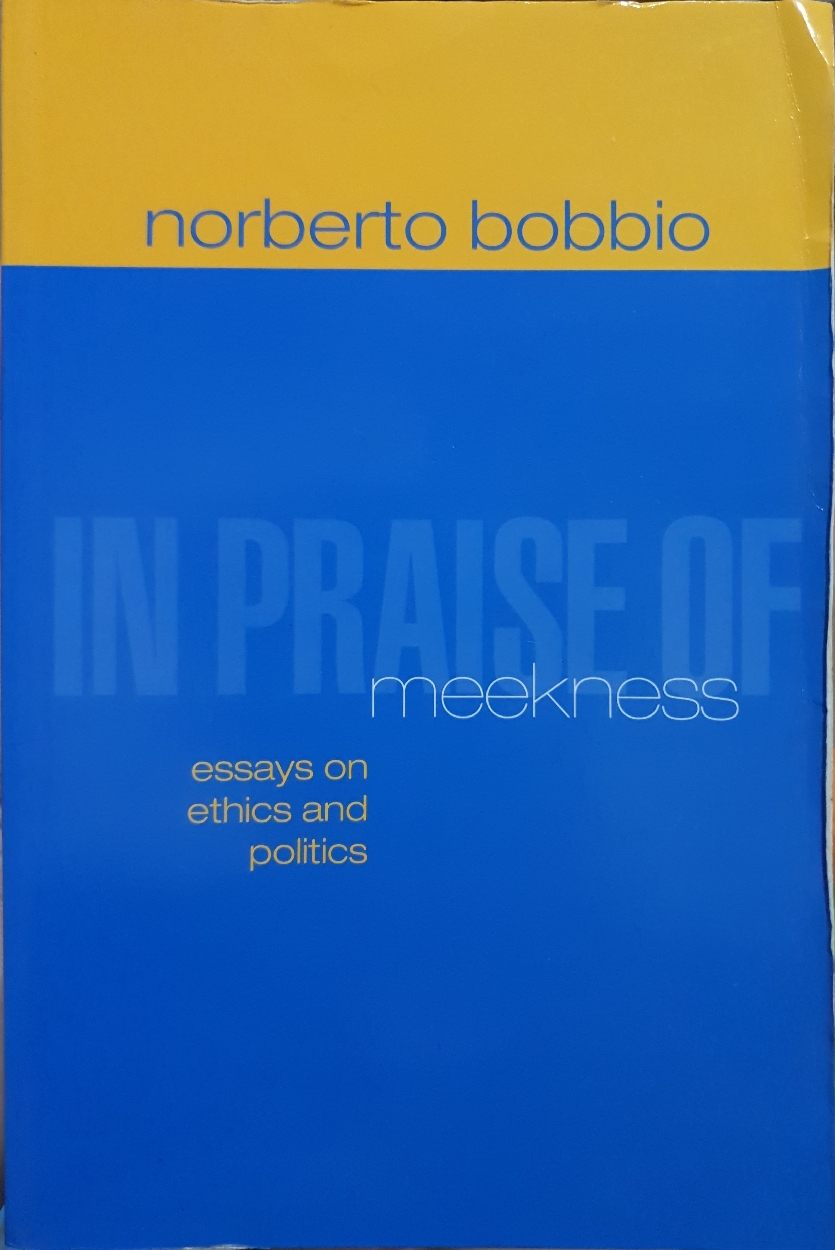 norberto bobbio
IN PRAISE OF
meekness
essays on
ethics and
politics